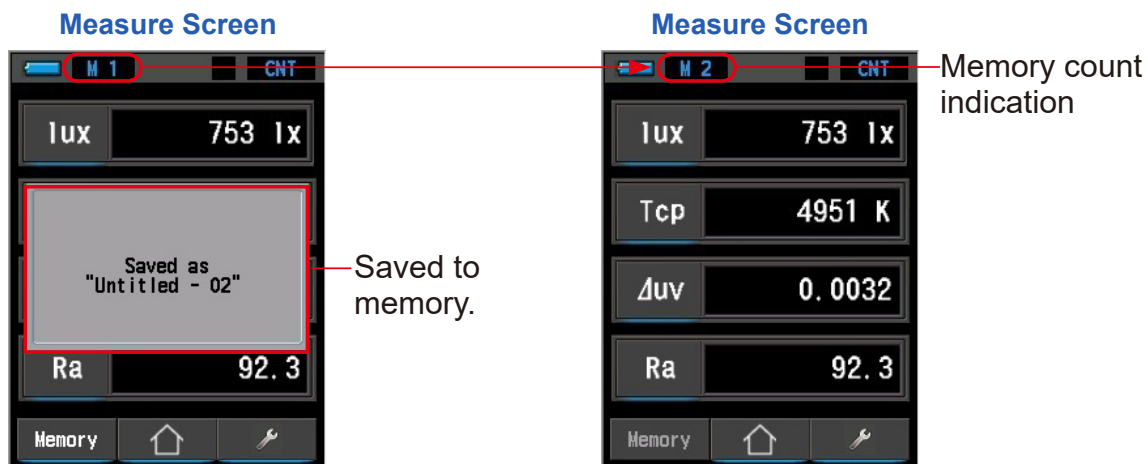 Measure Screen
M 1
CNT
lux
753 lx
Saved as
"Untitled - 02"
Saved to
memory.
Ra
92.3
Memory
Measure Screen
M 2
CNT
Memory count
indication
lux
753 lx
Tcp
4951 K
Δuv
0.0032
Ra
92.3
Memory